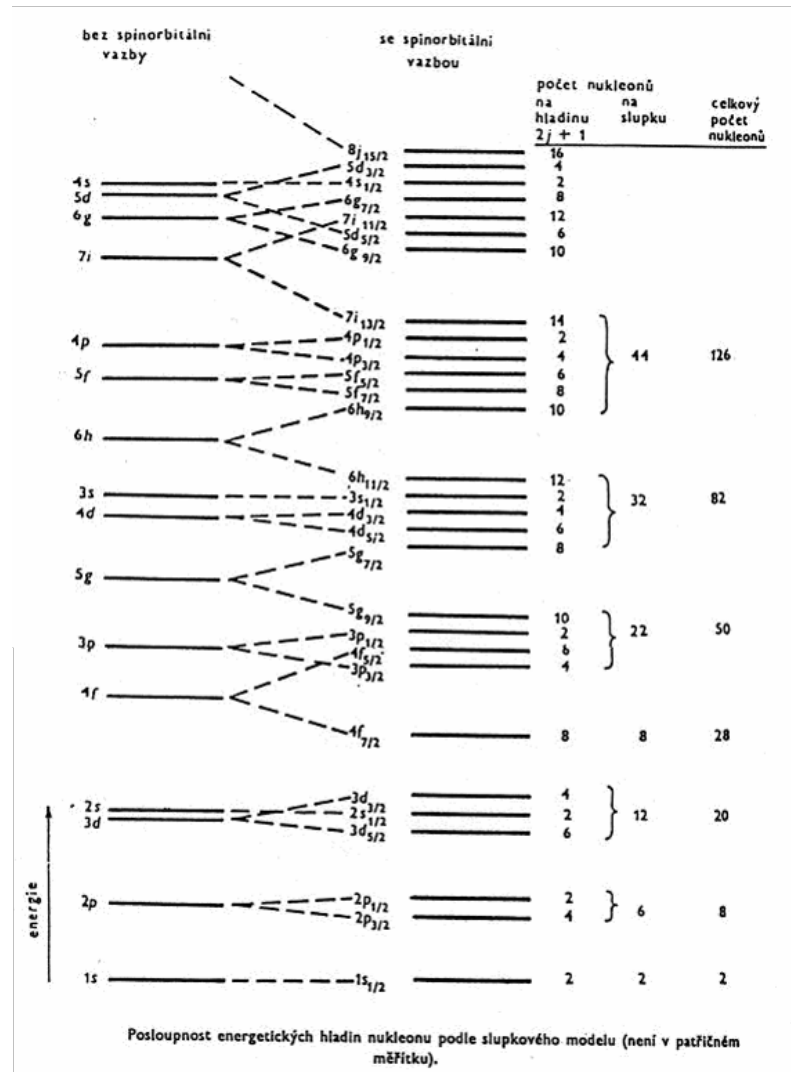 bez spinorbitální
vazby
se spinorbitální
vazbou
počet nukleonů
na hladinu 2j + 1
na slupku
celkový počet nukleonů
8j15/2 16
5d3/2 4
4s 4s1/2 2
5d 6g7/2 8
6g 7i11/2 12
5d5/2 6
7i 6g9/2 10
7i13/2 14
4p 4p1/2 2
4p3/2 4 44 126
5f 5f5/2 6
5f7/2 8
6h9/2 10
6h
6h11/2 12
3s 3s1/2 2 32 82
4d 4d3/2 4
4d5/2 6
5g7/2 8
5g
5g9/2 10
3p 3p1/2 2 22 50
4f5/2 6
3p3/2 4
4f
4f7/2 8 8 28
3d3/2 4
2s 2s1/2 2 12 20
3d 3d5/2 6
2p 2p1/2 2 6 8
2p3/2 4
1s 1s1/2 2 2 2
energie
Posloupnost energetických hladin nukleonu podle slupkového modelu (není v patřičném
měřítku).